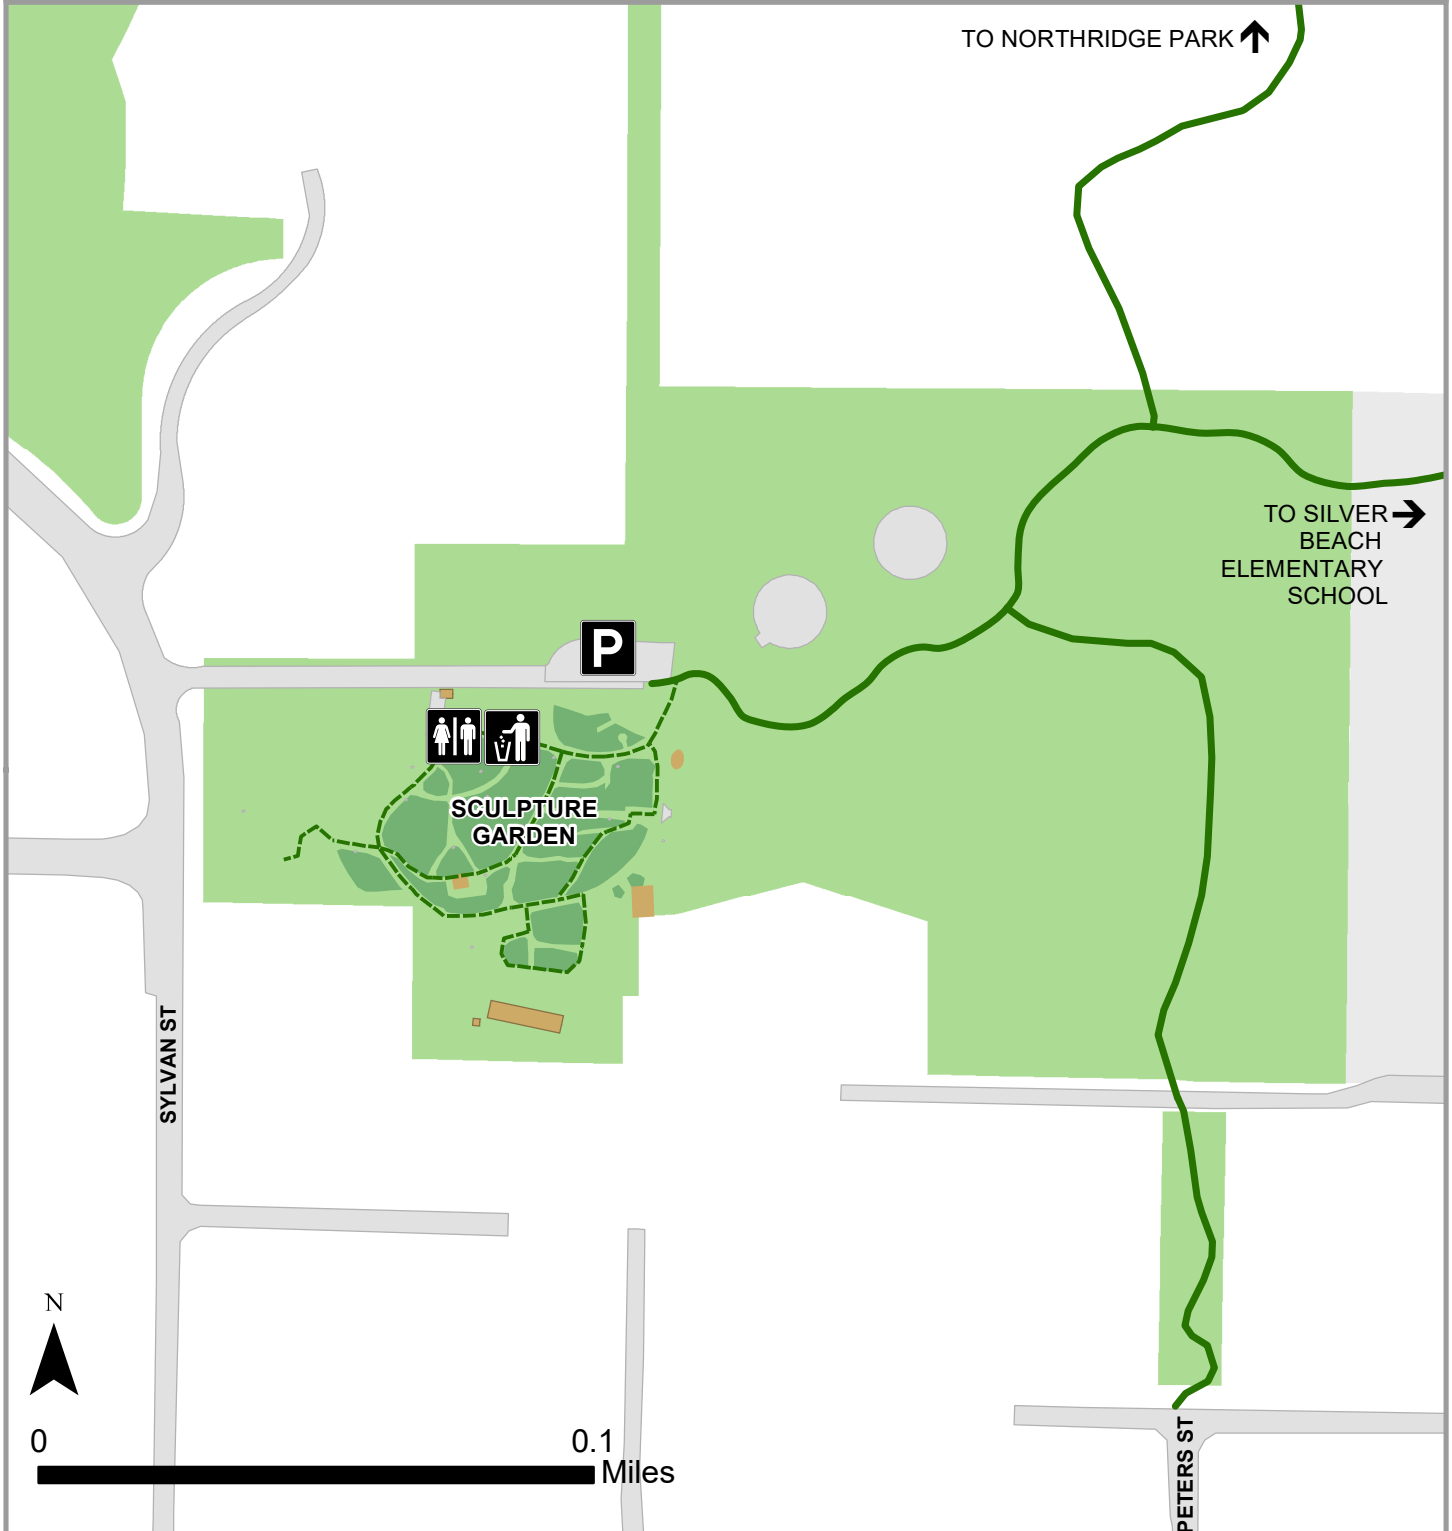 TO NORTHRIDGE PARK
TO SILVER
BEACH
ELEMENTARY
SCHOOL
P
SCULPTURE
GARDEN
SYLVAN ST
N
0 0.1
Miles
PETERS ST